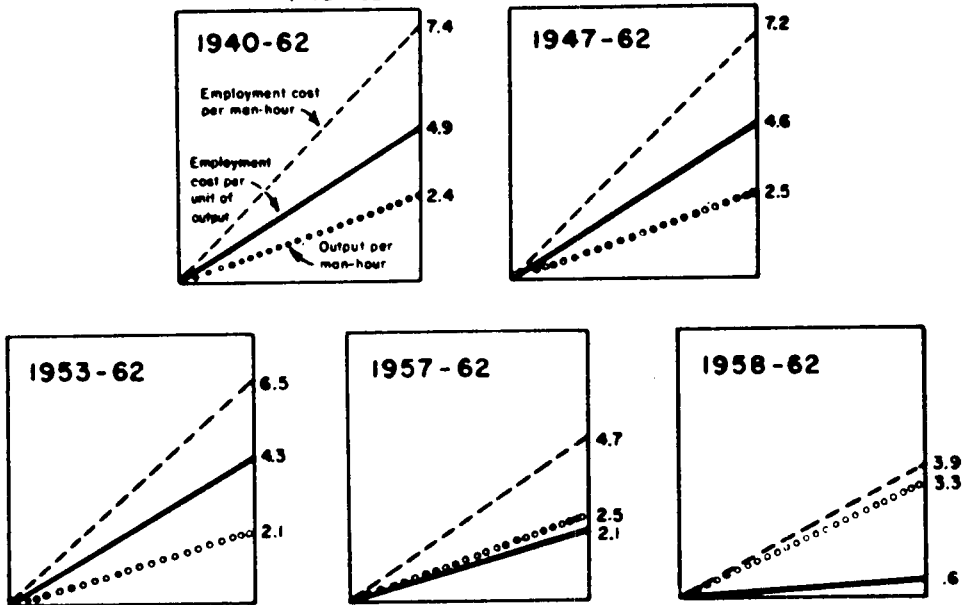 1940-62
7.4
Employment cost
per man-hour
4.9
Employment
cost per
unit of
output
2.4
Output per
man-hour
1947-62
7.2
4.6
2.5
1953-62
6.5
4.3
2.1
1957-62
4.7
2.5
2.1
1958-62
3.9
3.3
.6